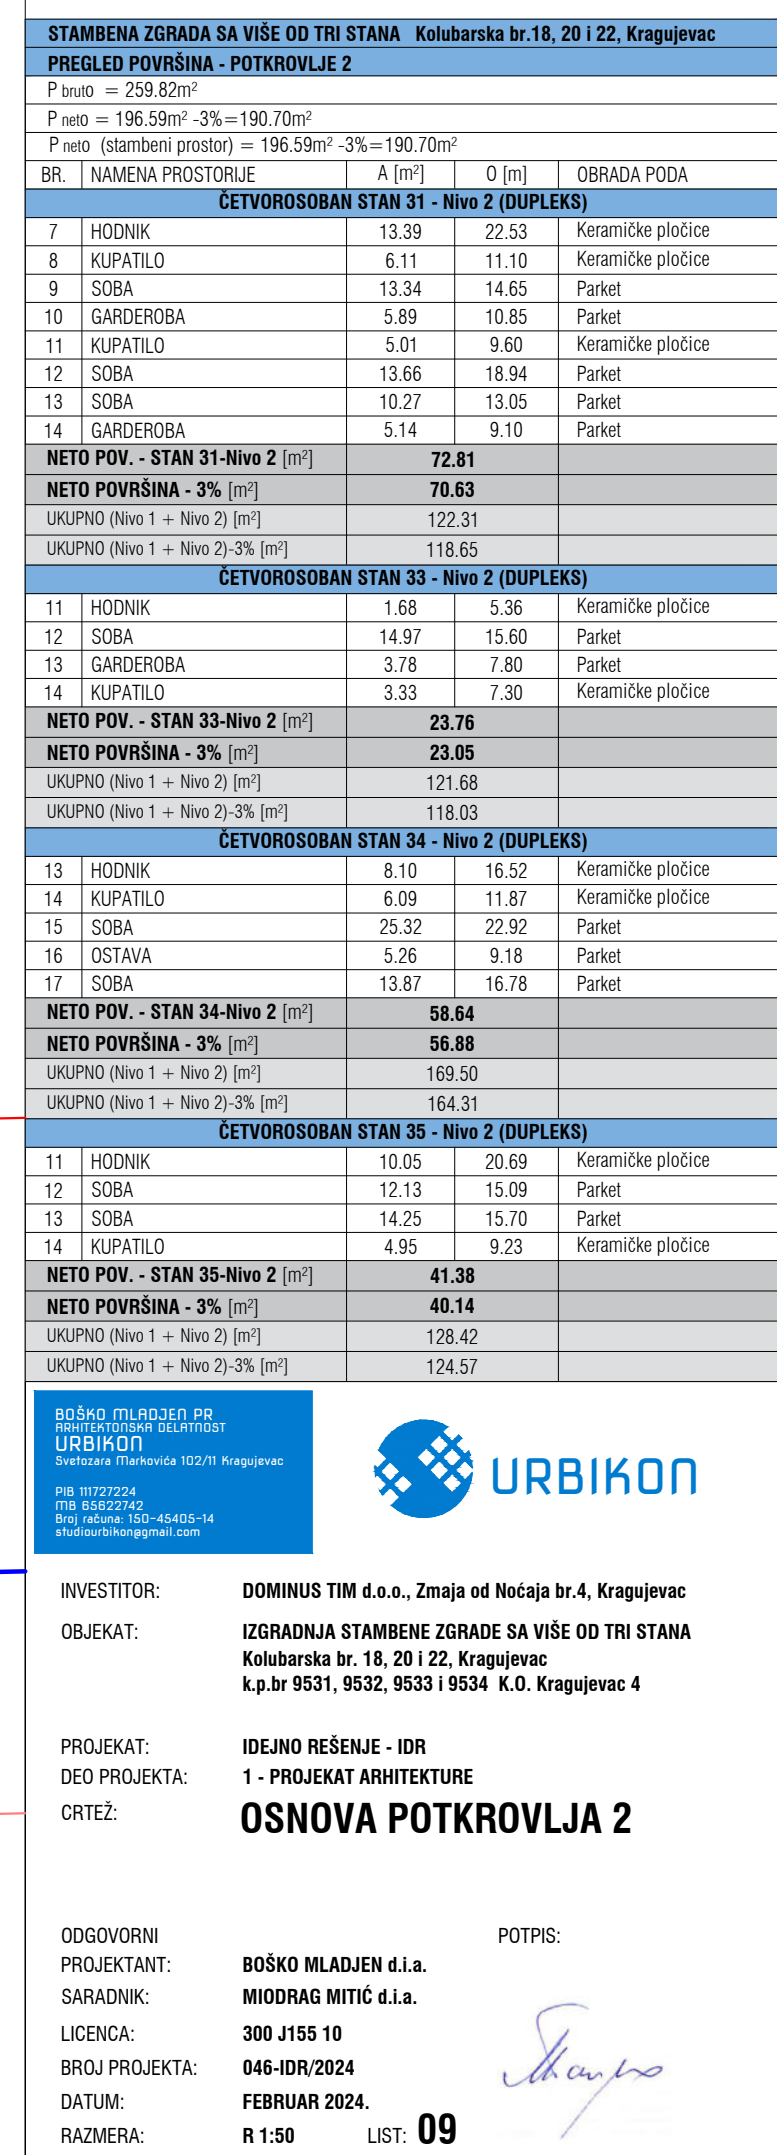 STAMBENA ZGRADA SA VIŠE OD TRI STANA Kolubarska br.18, 20 i 22, Kragujevac
PREGLED POVRŠINA - POTKROVLJE 2
P bruto = 259.82m²
P neto = 196.59m² -3%=190.70m²
P neto (stambeni prostor) = 196.59m² -3%=190.70m²
BR. NAMENA PROSTORIJE A [m²] O [m] OBRADA PODA
ČETVOROSOBAN STAN 31 - Nivo 2 (DUPLEKS)
7 HODNIK 13.39 22.53 Keramičke pločice
8 KUPATILO 6.11 11.10 Keramičke pločice
9 SOBA 13.34 14.65 Parket
10 GARDEROBA 5.89 10.85 Parket
11 KUPATILO 5.01 9.60 Keramičke pločice
12 SOBA 13.66 18.94 Parket
13 SOBA 10.27 13.05 Parket
14 GARDEROBA 5.14 9.10 Parket
NETO POV. - STAN 31-Nivo 2 [m²] 72.81
NETO POVRŠINA - 3% [m²] 70.63
UKUPNO (Nivo 1 + Nivo 2) [m²] 122.31
UKUPNO (Nivo 1 + Nivo 2)-3% [m²] 118.65
ČETVOROSOBAN STAN 33 - Nivo 2 (DUPLEKS)
11 HODNIK 1.68 5.36 Keramičke pločice
12 SOBA 14.97 15.60 Parket
13 GARDEROBA 3.78 7.80 Parket
14 KUPATILO 3.33 7.30 Keramičke pločice
NETO POV. - STAN 33-Nivo 2 [m²] 23.76
NETO POVRŠINA - 3% [m²] 23.05
UKUPNO (Nivo 1 + Nivo 2) [m²] 121.68
UKUPNO (Nivo 1 + Nivo 2)-3% [m²] 118.03
ČETVOROSOBAN STAN 34 - Nivo 2 (DUPLEKS)
13 HODNIK 8.10 16.52 Keramičke pločice
14 KUPATILO 6.09 11.87 Keramičke pločice
15 SOBA 25.32 22.92 Parket
16 OSTAVA 5.26 9.18 Parket
17 SOBA 13.87 16.78 Parket
NETO POV. - STAN 34-Nivo 2 [m²] 58.64
NETO POVRŠINA - 3% [m²] 56.88
UKUPNO (Nivo 1 + Nivo 2) [m²] 169.50
UKUPNO (Nivo 1 + Nivo 2)-3% [m²] 164.31
ČETVOROSOBAN STAN 35 - Nivo 2 (DUPLEKS)
11 HODNIK 10.05 20.69 Keramičke pločice
12 SOBA 12.13 15.09 Parket
13 SOBA 14.25 15.70 Parket
14 KUPATILO 4.95 9.23 Keramičke pločice
NETO POV. - STAN 35-Nivo 2 [m²] 41.38
NETO POVRŠINA - 3% [m²] 40.14
UKUPNO (Nivo 1 + Nivo 2) [m²] 128.42
UKUPNO (Nivo 1 + Nivo 2)-3% [m²] 124.57
BOŠKO MLADJEN PR
ARHITEKTONSKA DELATNOST
URBIKON
Svetozara Markovića 102/11 Kragujevac
PIB 111727224
MB 65622742
Broj računa: 150-45405-14
studiourbikon@gmail.com
URBIKON
INVESTITOR: DOMINUS TIM d.o.o., Zmaja od Noćaja br.4, Kragujevac
OBJEKAT: IZGRADNJA STAMBENE ZGRADE SA VIŠE OD TRI STANA
Kolubarska br. 18, 20 i 22, Kragujevac
k.p.br 9531, 9532, 9533 i 9534 K.O. Kragujevac 4
PROJEKAT: IDEJNO REŠENJE - IDR
DEO PROJEKTA: 1 - PROJEKAT ARHITEKTURE
CRTEŽ: OSNOVA POTKROVLJA 2
ODGOVORNI POTPIS:
PROJEKTANT: BOŠKO MLADJEN d.i.a.
SARADNIK: MIODRAG MITIĆ d.i.a.
LICENCA: 300 J155 10
BROJ PROJEKTA: 046-IDR/2024
DATUM: FEBRUAR 2024.
RAZMERA: R 1:50 LIST: 09